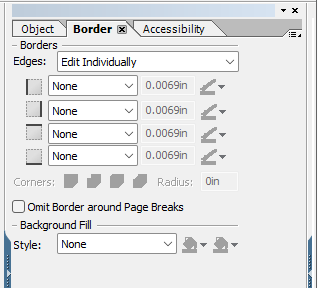 Object Border Accessibility
Borders
Edges: Edit Individually
None 0.0069in
None 0.0069in
None 0.0069in
None 0.0069in
Corners: Radius: 0in
Omit Border around Page Breaks
Background Fill
Style: None